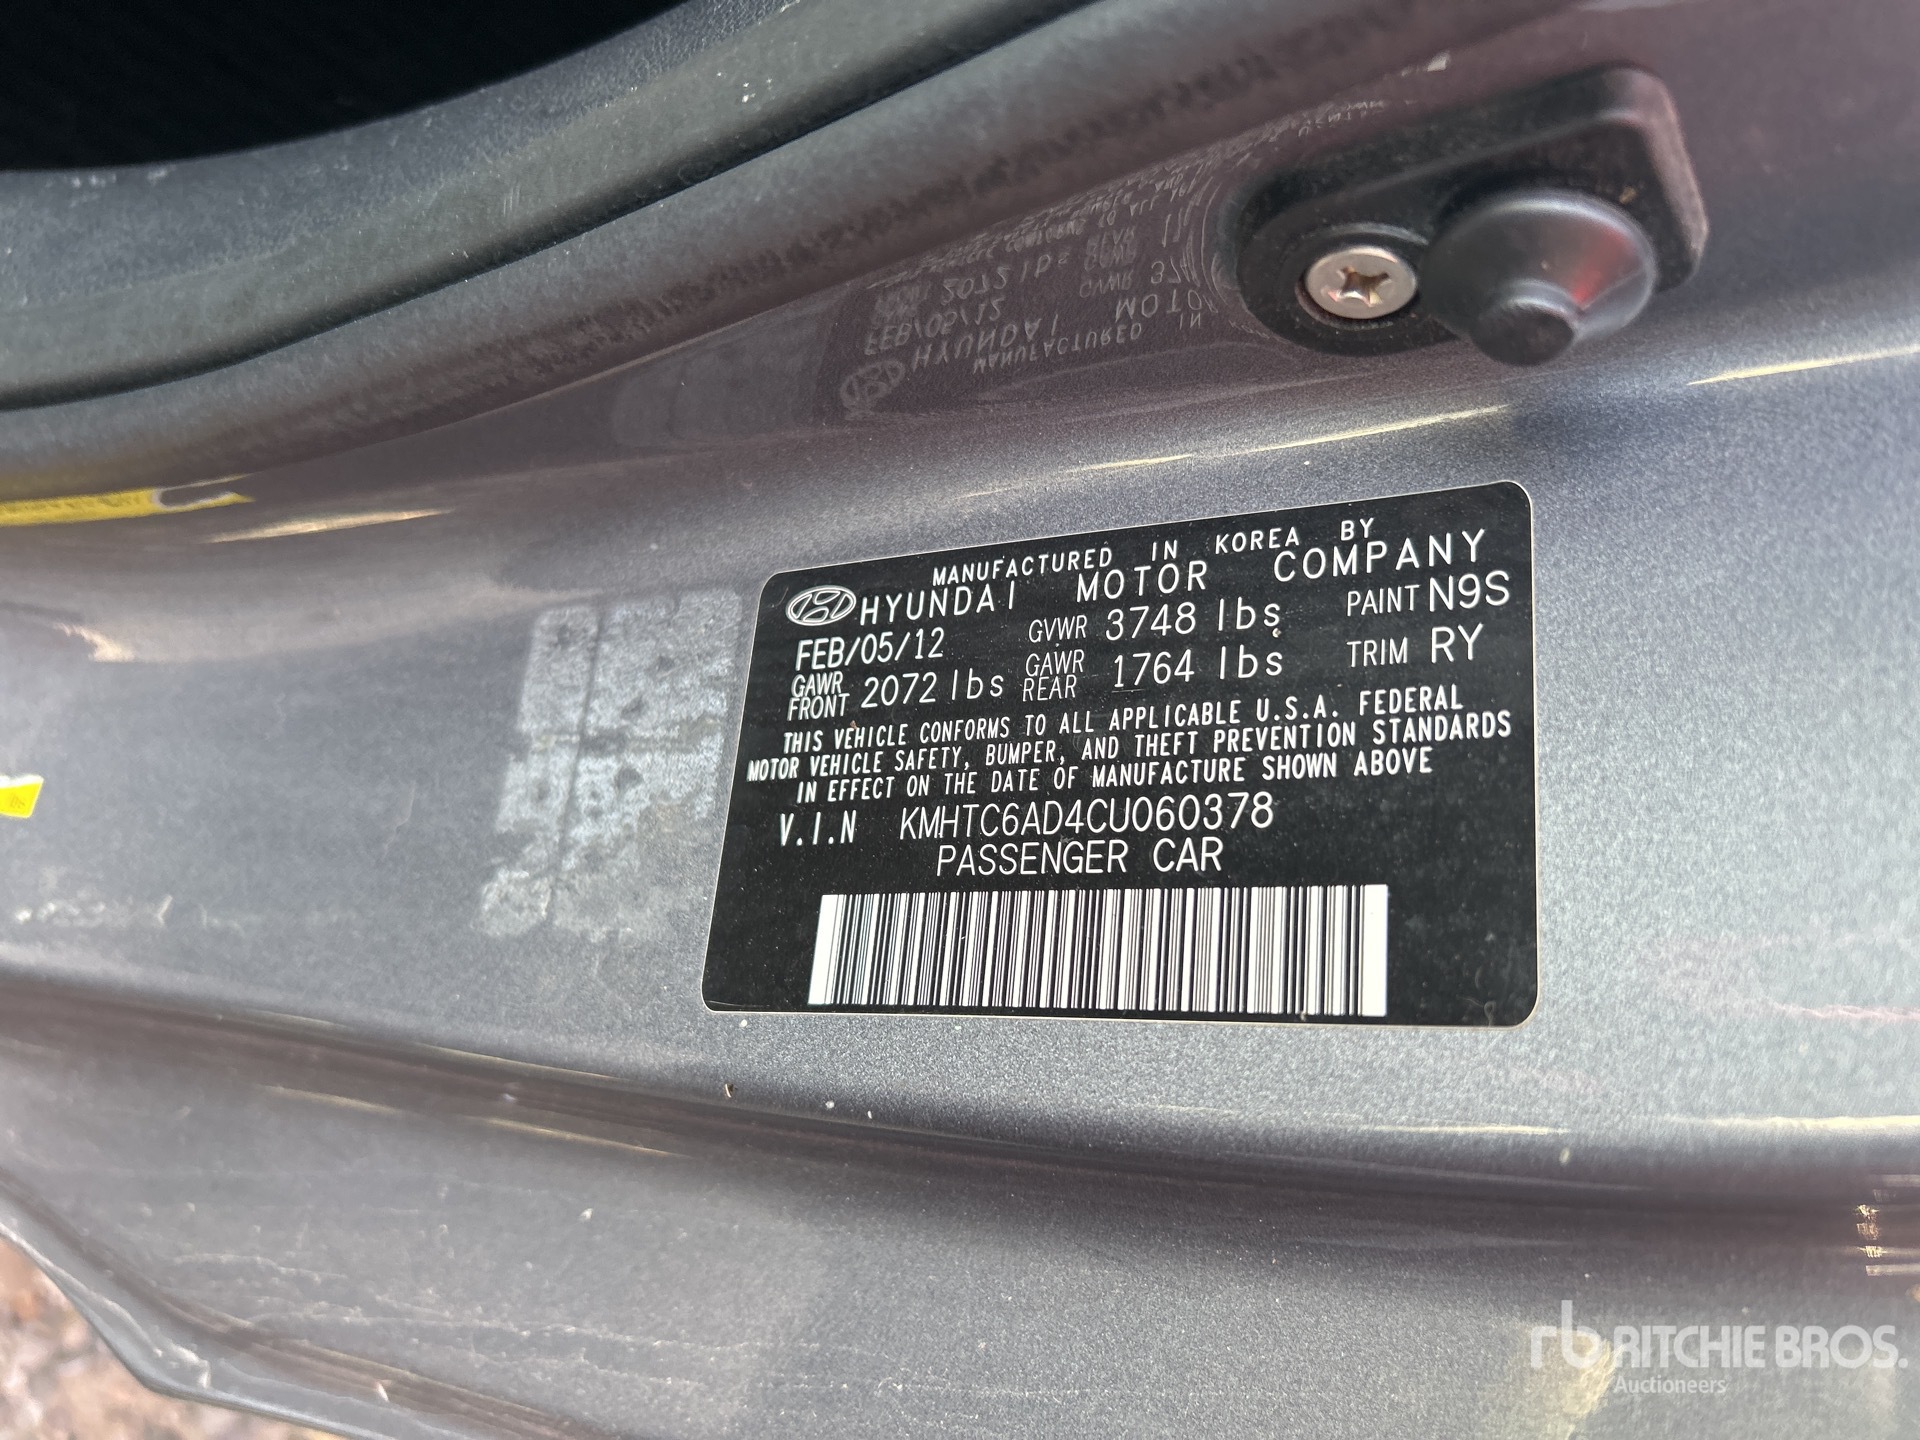 MANUFACTURED IN KOREA BY
HYUNDAI MOTOR COMPANY
FEB/05/12 GVWR 3748 lbs PAINT N9S
GAWR FRONT 2072 lbs GAWR REAR 1764 lbs TRIM RY
THIS VEHICLE CONFORMS TO ALL APPLICABLE U.S.A. FEDERAL
MOTOR VEHICLE SAFETY, BUMPER, AND THEFT PREVENTION STANDARDS
IN EFFECT ON THE DATE OF MANUFACTURE SHOWN ABOVE
V.I.N KMHTC6AD4CU060378
PASSENGER CAR
rb RITCHIE BROS.
Auctioneers